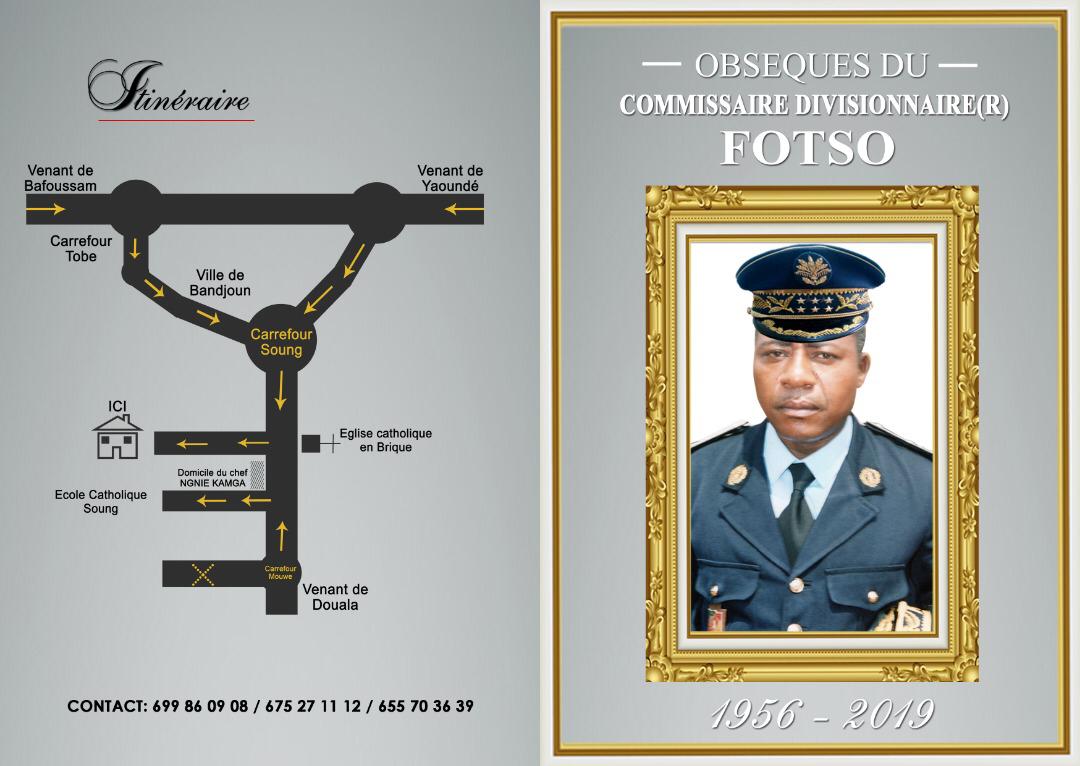 Itinéraire
Venant de
Bafoussam
Venant de
Yaoundé
Carrefour
Tobe
Ville de
Bandjoun
Carrefour
Soung
ICI
Eglise catholique
en Brique
Domicile du chef
NGNIE KAMGA
Ecole Catholique
Soung
Carrefour
Mouwe
Venant de
Douala
CONTACT: 699 86 09 08 / 675 27 11 12 / 655 70 36 39
OBSEQUES DU
COMMISSAIRE DIVISIONNAIRE(R)
FOTSO
1956 - 2019